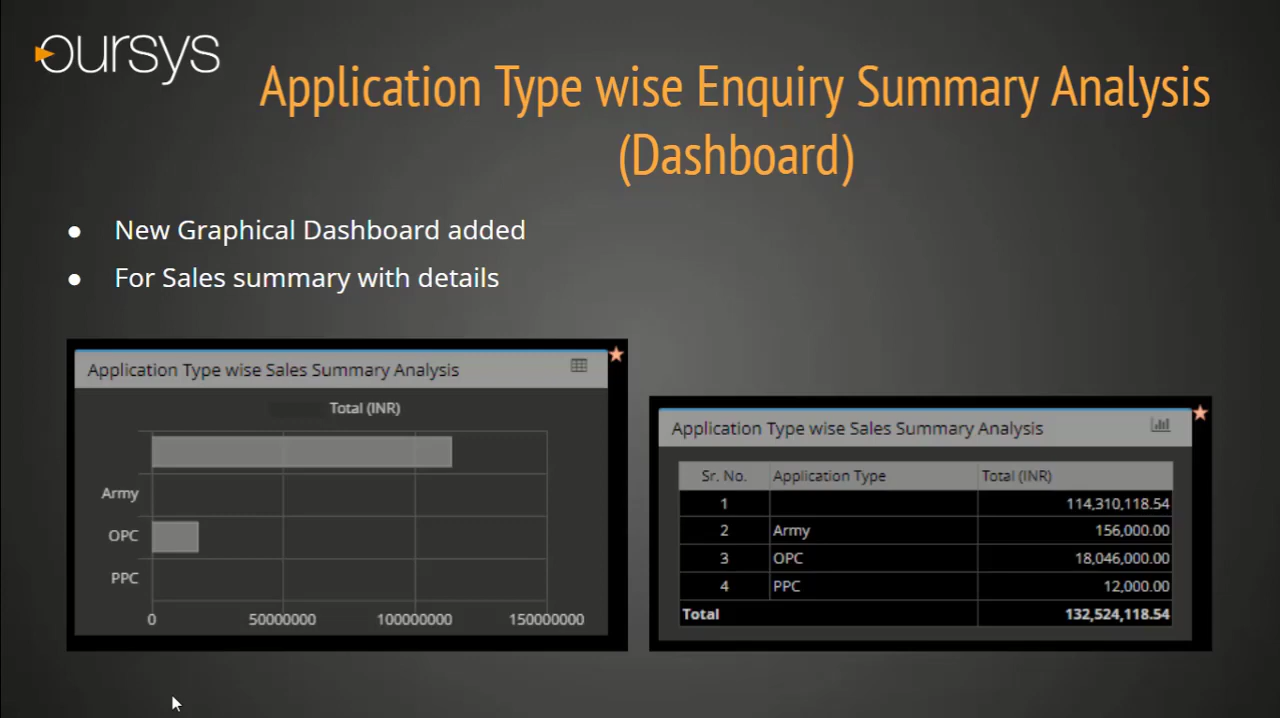 oursys
Application Type wise Enquiry Summary Analysis
(Dashboard)
● New Graphical Dashboard added
● For Sales summary with details
Application Type wise Sales Summary Analysis
Total (INR)
Army
OPC
PPC
0 50000000 100000000 150000000
Application Type wise Sales Summary Analysis
Sr. No. Application Type Total (INR)
1 114,310,118.54
2 Army 156,000.00
3 OPC 18,046,000.00
4 PPC 12,000.00
Total 132,524,118.54